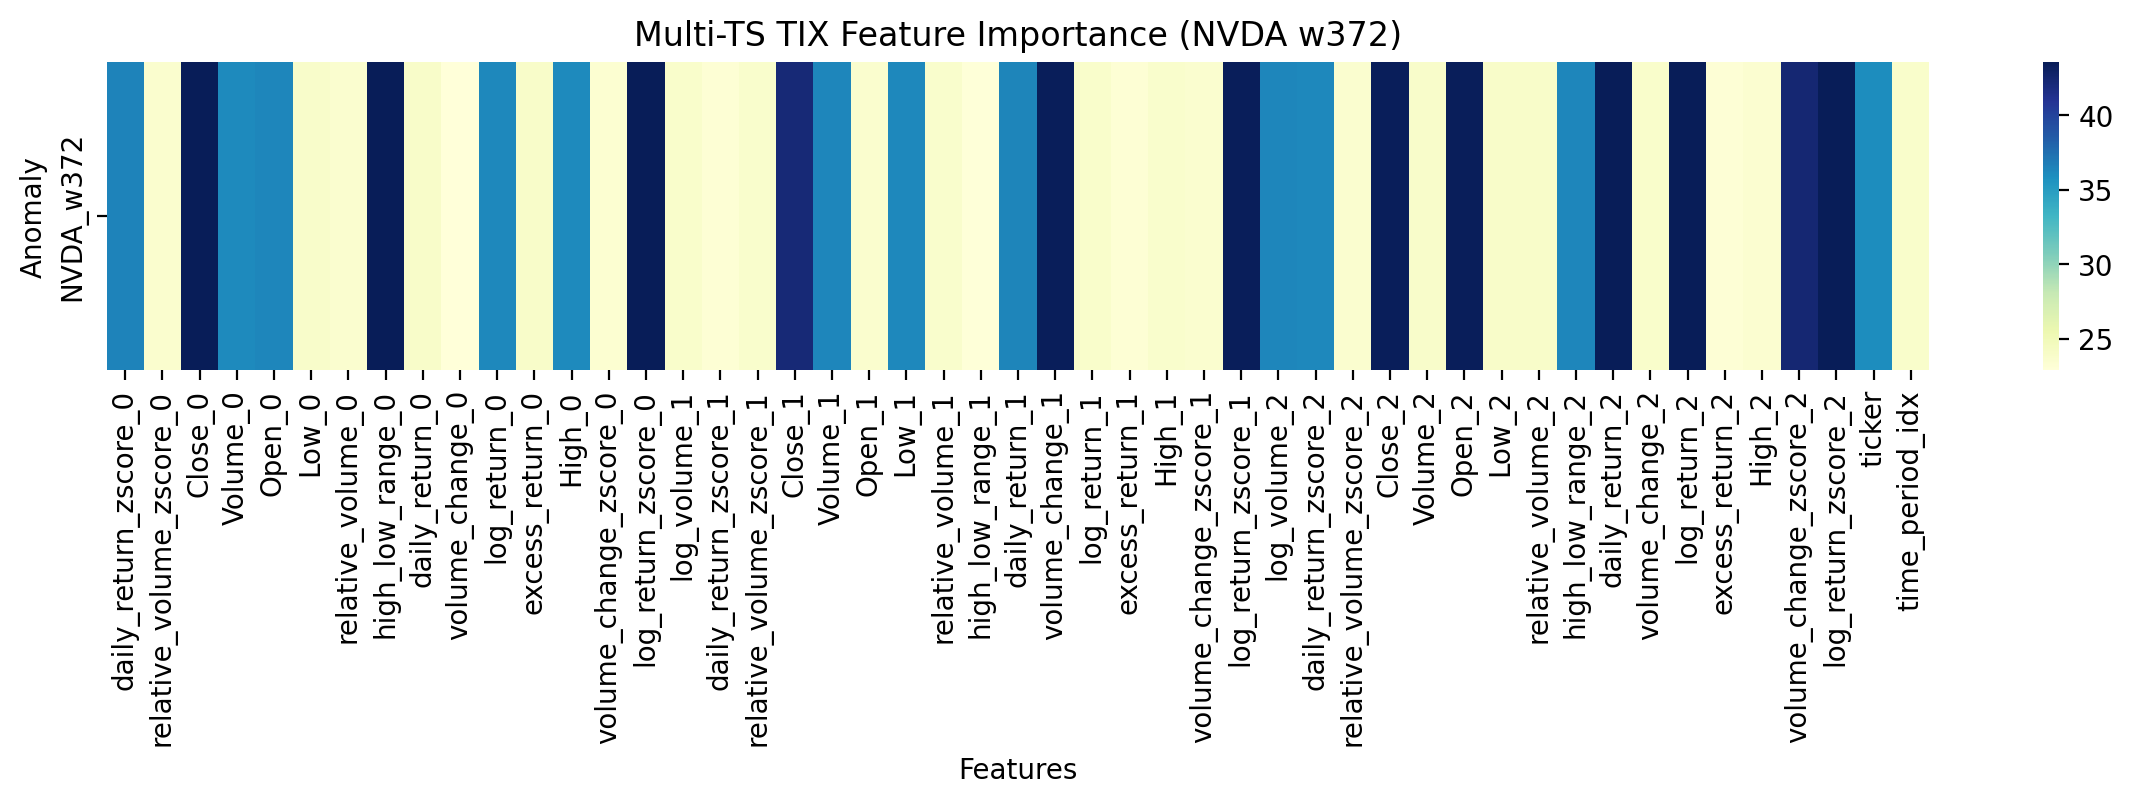 Multi-TS TIX Feature Importance (NVDA w372)
Anomaly
NVDA_w372
40
35
30
25
daily_return_zscore_0
relative_volume_zscore_0
Close_0
Volume_0
Open_0
Low_0
relative_volume_0
high_low_range_0
daily_return_0
volume_change_0
log_return_0
excess_return_0
High_0
volume_change_zscore_0
log_return_zscore_0
log_volume_1
daily_return_zscore_1
relative_volume_zscore_1
Close_1
Volume_1
Open_1
Low_1
relative_volume_1
high_low_range_1
daily_return_1
volume_change_1
log_return_1
excess_return_1
High_1
volume_change_zscore_1
log_return_zscore_1
log_volume_2
daily_return_zscore_2
relative_volume_zscore_2
Close_2
Volume_2
Open_2
Low_2
relative_volume_2
high_low_range_2
daily_return_2
volume_change_2
log_return_2
excess_return_2
High_2
volume_change_zscore_2
log_return_zscore_2
ticker
time_period_idx
Features